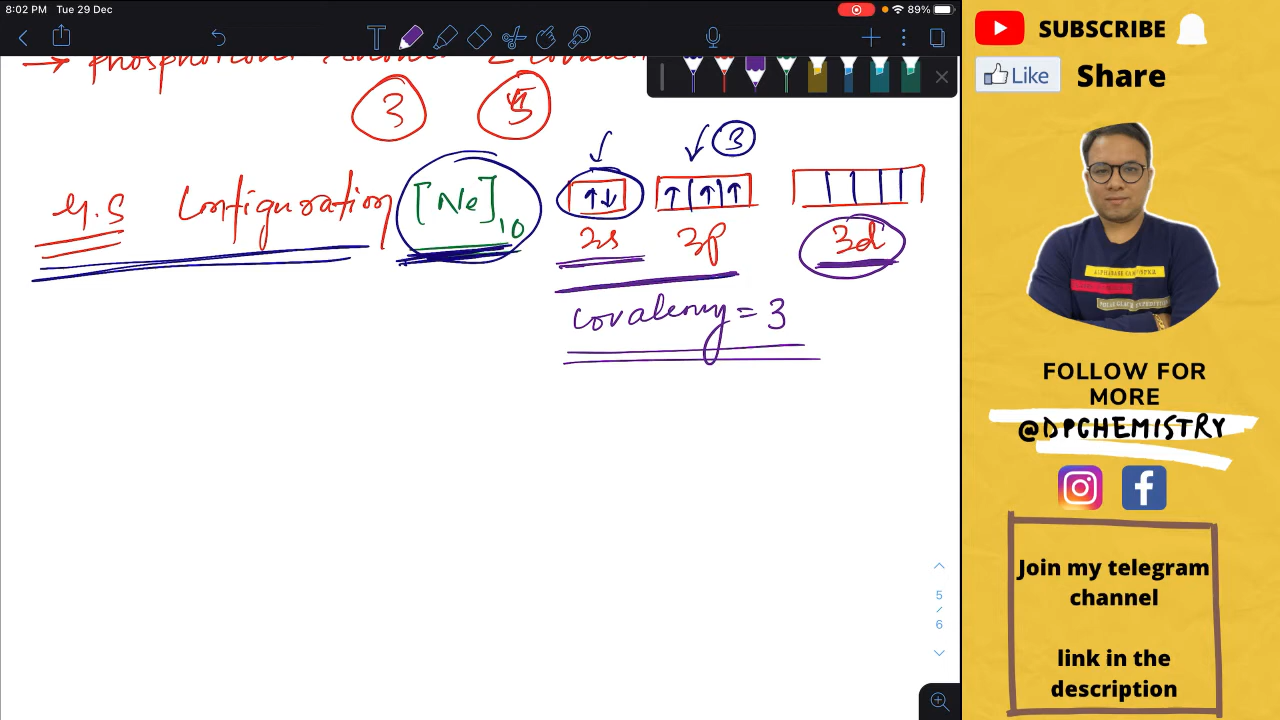 8:02 PM Tue 29 Dec
89%
3
5
3
G.S Configuration [Ne]10
3s 3p 3d
covalency = 3
5
/
6
SUBSCRIBE
Like Share
FOLLOW FOR
MORE
@DPCHEMISTRY
Join my telegram
channel
link in the
description